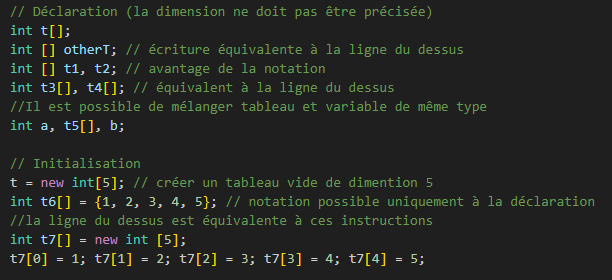 // Déclaration (la dimension ne doit pas être précisée)
int t[];
int [] otherT; // écriture équivalente à la ligne du dessus
int [] t1, t2; // avantage de la notation
int t3[], t4[]; // équivalent à la ligne du dessus
//Il est possible de mélanger tableau et variable de même type
int a, t5[], b;

// Initialisation
t = new int[5]; // créer un tableau vide de dimention 5
int t6[] = {1, 2, 3, 4, 5}; // notation possible uniquement à la déclaration
//la ligne du dessus est équivalente à ces instructions
int t7[] = new int [5];
t7[0] = 1; t7[1] = 2; t7[2] = 3; t7[3] = 4; t7[4] = 5;